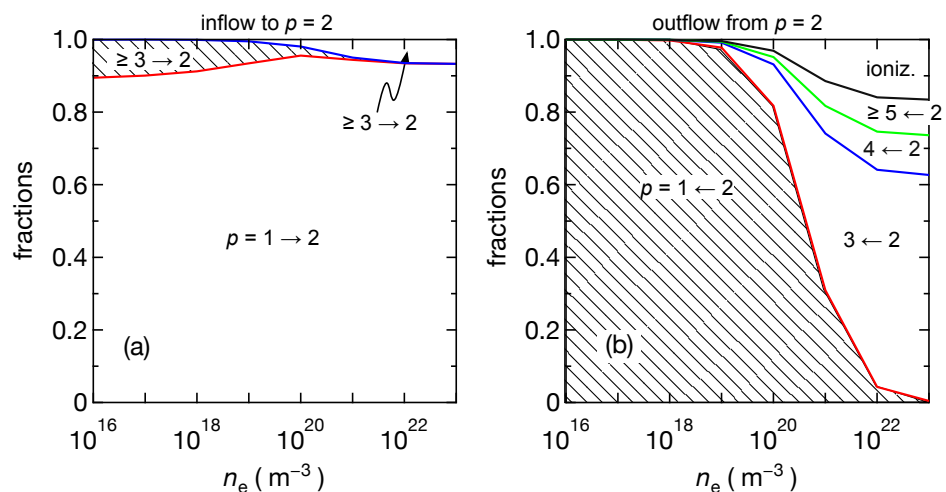 inflow to p = 2
1.0
0.8
0.6
0.4
0.2
0
fractions
≥ 3 → 2
≥ 3 → 2
p = 1 → 2
(a)
10^16 10^18 10^20 10^22
n_e ( m^−3 )
outflow from p = 2
1.0
0.8
0.6
0.4
0.2
0
fractions
ioniz.
≥ 5 ← 2
4 ← 2
p = 1 ← 2
3 ← 2
(b)
10^16 10^18 10^20 10^22
n_e ( m^−3 )